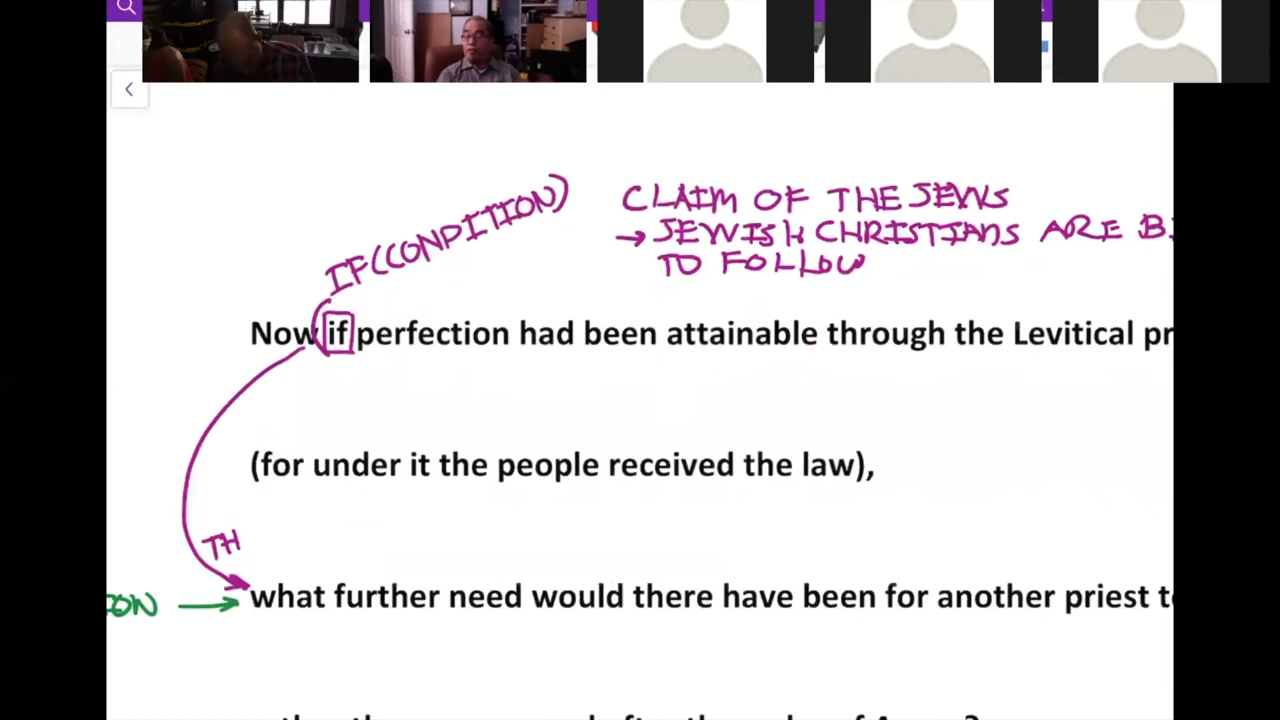 IF (CONDITION)
CLAIM OF THE JEWS
→ JEWISH CHRISTIANS ARE B
TO FOLLOW
Now if perfection had been attainable through the Levitical pr
(for under it the people received the law),
TH
CON → what further need would there have been for another priest t